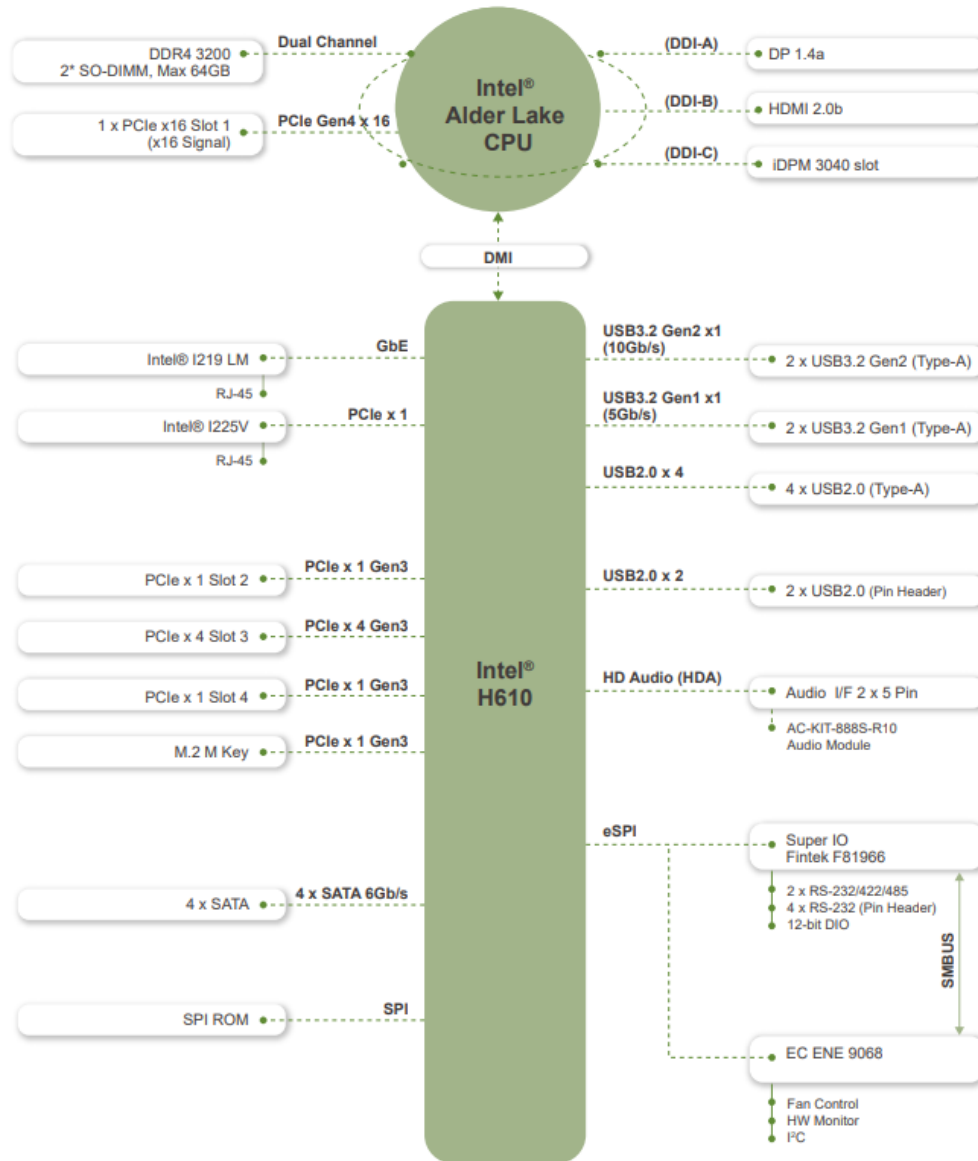 DDR4 3200
2* SO-DIMM, Max 64GB
Dual Channel
1 x PCIe x16 Slot 1
(x16 Signal)
PCIe Gen4 x 16
Intel®
Alder Lake
CPU
(DDI-A)
DP 1.4a
(DDI-B)
HDMI 2.0b
(DDI-C)
iDPM 3040 slot
DMI
Intel® I219 LM
GbE
RJ-45
Intel® I225V
PCIe x 1
RJ-45
PCIe x 1 Slot 2
PCIe x 1 Gen3
PCIe x 4 Slot 3
PCIe x 4 Gen3
PCIe x 1 Slot 4
PCIe x 1 Gen3
M.2 M Key
PCIe x 1 Gen3
4 x SATA
4 x SATA 6Gb/s
SPI ROM
SPI
Intel®
H610
USB3.2 Gen2 x1
(10Gb/s)
2 x USB3.2 Gen2 (Type-A)
USB3.2 Gen1 x1
(5Gb/s)
2 x USB3.2 Gen1 (Type-A)
USB2.0 x 4
4 x USB2.0 (Type-A)
USB2.0 x 2
2 x USB2.0 (Pin Header)
HD Audio (HDA)
Audio I/F 2 x 5 Pin
AC-KIT-888S-R10
Audio Module
eSPI
Super IO
Fintek F81966
2 x RS-232/422/485
4 x RS-232 (Pin Header)
12-bit DIO
SMBUS
EC ENE 9068
Fan Control
HW Monitor
I²C